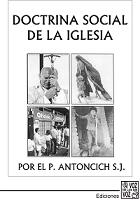 DOCTRINA SOCIAL
DE LA IGLESIA
POR EL P. ANTONCICH S.J.
Ediciones